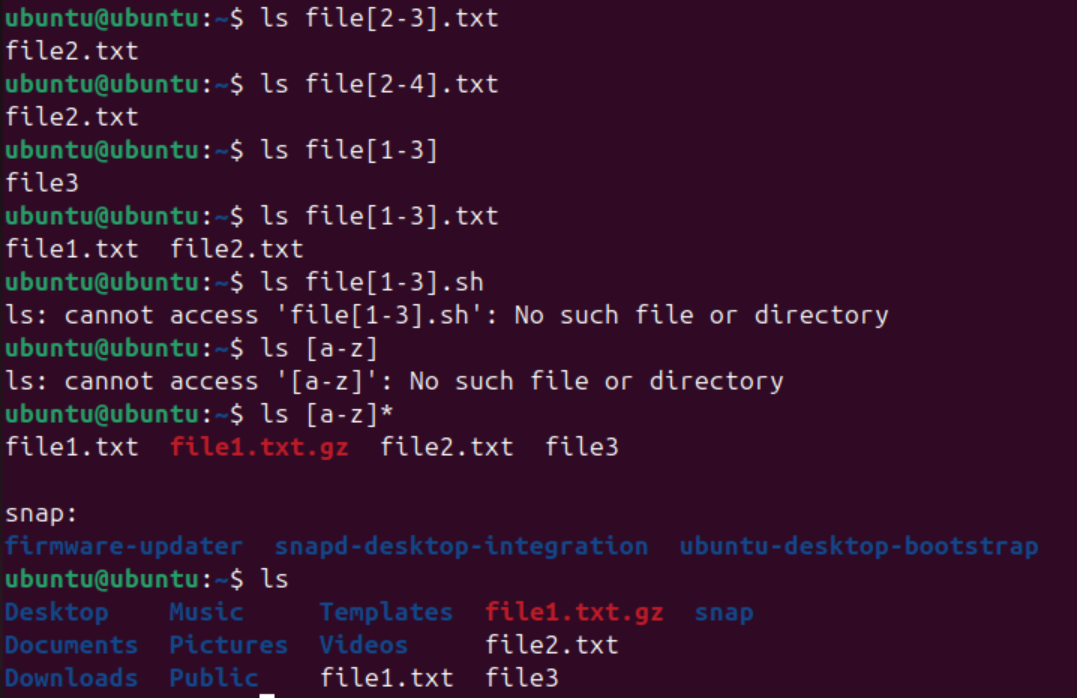 ubuntu@ubuntu:~$ ls file[2-3].txt
file2.txt
ubuntu@ubuntu:~$ ls file[2-4].txt
file2.txt
ubuntu@ubuntu:~$ ls file[1-3]
file3
ubuntu@ubuntu:~$ ls file[1-3].txt
file1.txt  file2.txt
ubuntu@ubuntu:~$ ls file[1-3].sh
ls: cannot access 'file[1-3].sh': No such file or directory
ubuntu@ubuntu:~$ ls [a-z]
ls: cannot access '[a-z]': No such file or directory
ubuntu@ubuntu:~$ ls [a-z]*
file1.txt  file1.txt.gz  file2.txt  file3
snap:
firmware-updater  snapd-desktop-integration  ubuntu-desktop-bootstrap
ubuntu@ubuntu:~$ ls
Desktop    Music     Templates  file1.txt.gz  snap
Documents  Pictures  Videos     file2.txt
Downloads  Public    file1.txt  file3